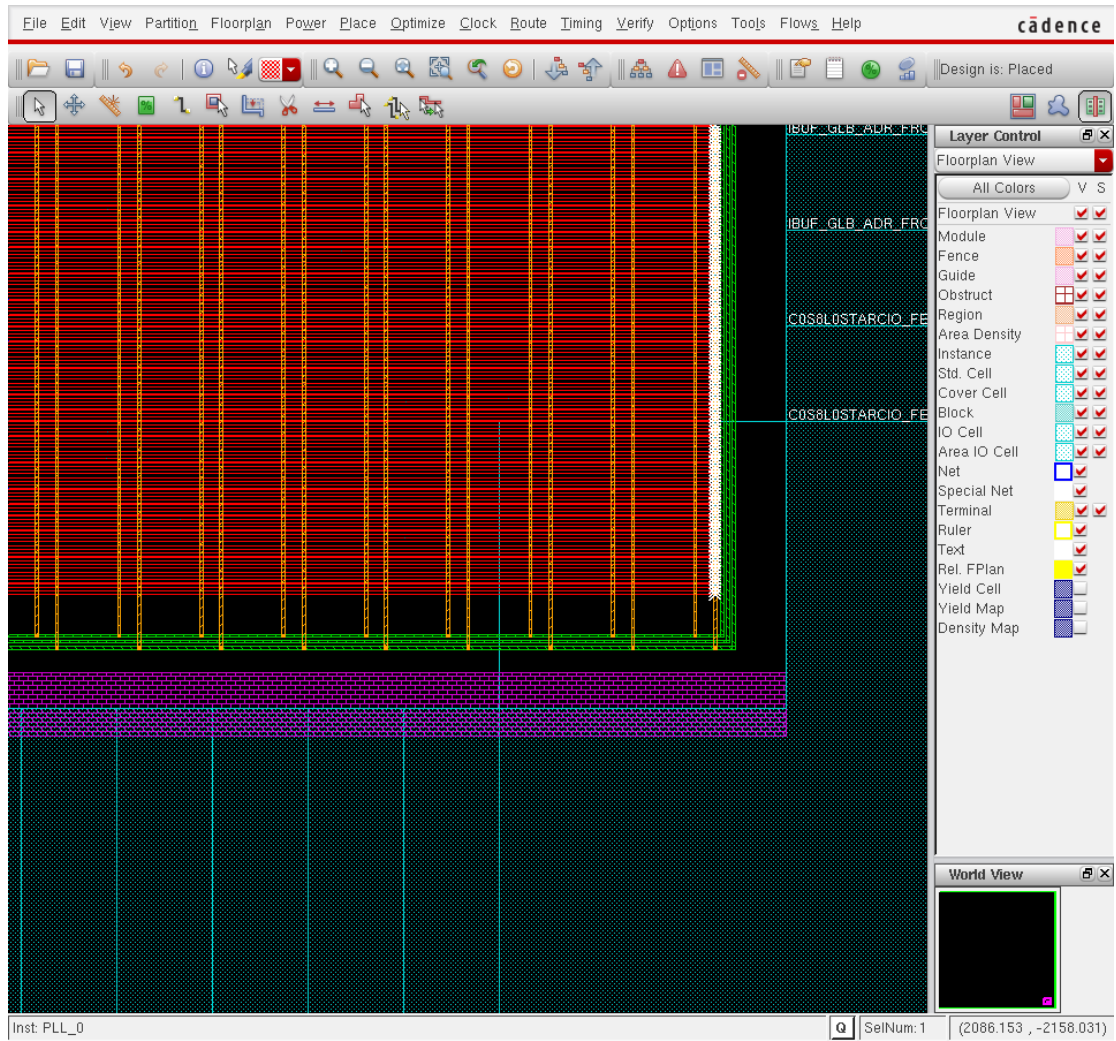 File Edit View Partition Floorplan Power Place Optimize Clock Route Timing Verify Options Tools Flows Help cādence
Design is: Placed
IBUF_GLB_ADR_FRO
IBUF_GLB_ADR_FRO
C0S8L0STARCIO_FE
C0S8L0STARCIO_FE
Layer Control
Floorplan View
All Colors V S
Floorplan View
Module
Fence
Guide
Obstruct
Region
Area Density
Instance
Std. Cell
Cover Cell
Block
IO Cell
Area IO Cell
Net
Special Net
Terminal
Ruler
Text
Rel. FPlan
Yield Cell
Yield Map
Density Map
World View
Inst: PLL_0 Q SelNum: 1 (2086.153 , -2158.031)